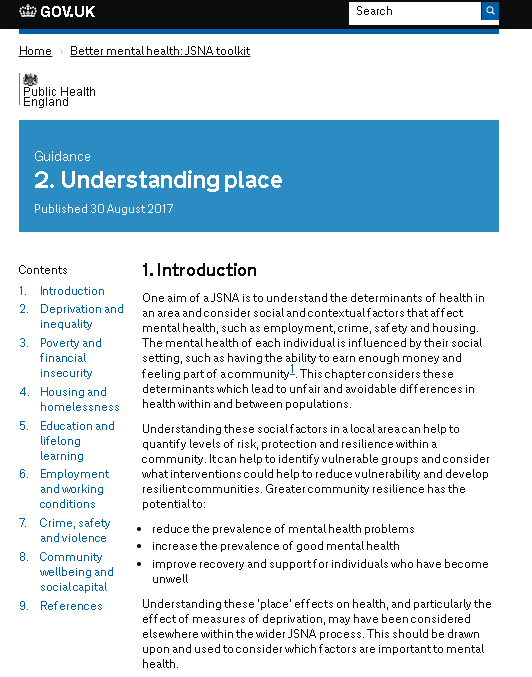 GOV.UK
Search
Home › Better mental health: JSNA toolkit
Public Health
England
Guidance
2. Understanding place
Published 30 August 2017
Contents
1. Introduction
2. Deprivation and
inequality
3. Poverty and
financial
insecurity
4. Housing and
homelessness
5. Education and
lifelong
learning
6. Employment
and working
conditions
7. Crime, safety
and violence
8. Community
wellbeing and
social capital
9. References
1. Introduction
One aim of a JSNA is to understand the determinants of health in
an area and consider social and contextual factors that affect
mental health, such as employment, crime, safety and housing.
The mental health of each individual is influenced by their social
setting, such as having the ability to earn enough money and
feeling part of a community1. This chapter considers these
determinants which lead to unfair and avoidable differences in
health within and between populations.
Understanding these social factors in a local area can help to
quantify levels of risk, protection and resilience within a
community. It can help to identify vulnerable groups and consider
what interventions could help to reduce vulnerability and develop
resilient communities. Greater community resilience has the
potential to:
• reduce the prevalence of mental health problems
• increase the prevalence of good mental health
• improve recovery and support for individuals who have become
unwell
Understanding these 'place' effects on health, and particularly the
effect of measures of deprivation, may have been considered
elsewhere within the wider JSNA process. This should be drawn
upon and used to consider which factors are important to mental
health.